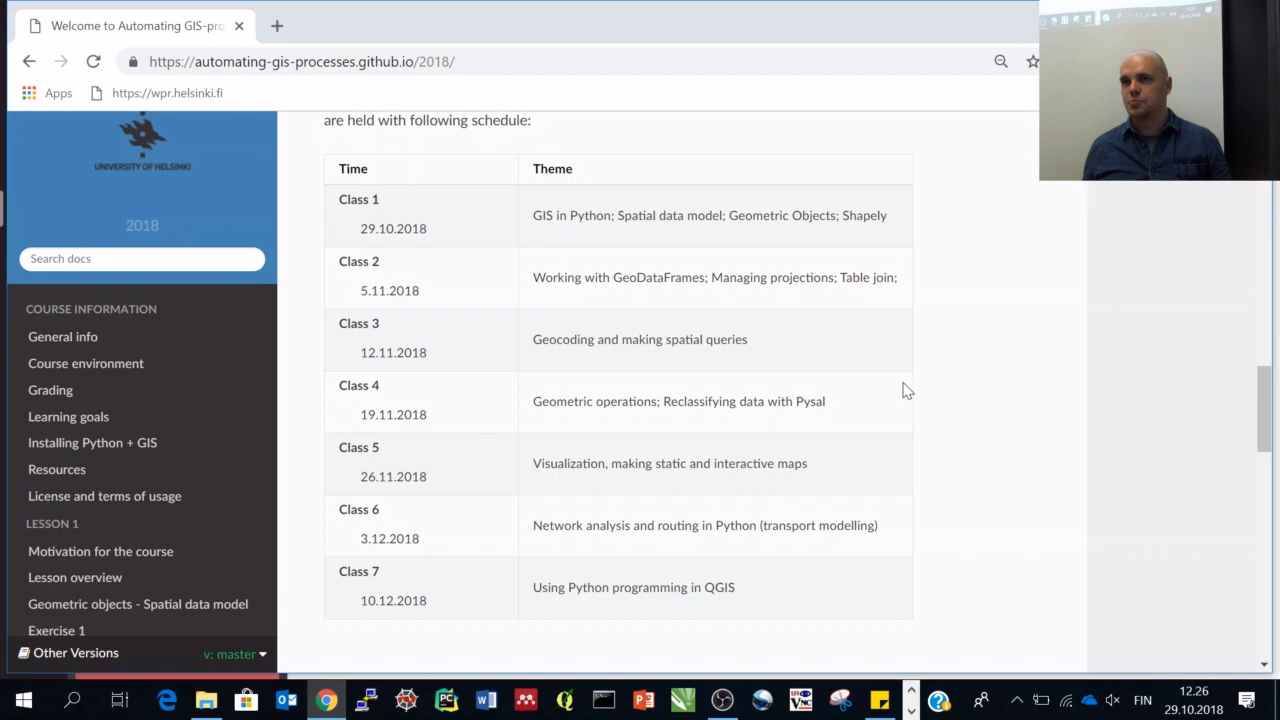 Welcome to Automating GIS-pro
https://automating-gis-processes.github.io/2018/
Apps
https://wpr.helsinki.fi
UNIVERSITY OF HELSINKI
2018
Search docs
COURSE INFORMATION
General info
Course environment
Grading
Learning goals
Installing Python + GIS
Resources
License and terms of usage
LESSON 1
Motivation for the course
Lesson overview
Geometric objects - Spatial data model
Exercise 1
Other Versions
v: master
are held with following schedule:
Time
Theme
Class 1
29.10.2018
GIS in Python; Spatial data model; Geometric Objects; Shapely
Class 2
5.11.2018
Working with GeoDataFrames; Managing projections; Table join;
Class 3
12.11.2018
Geocoding and making spatial queries
Class 4
19.11.2018
Geometric operations; Reclassifying data with Pysal
Class 5
26.11.2018
Visualization, making static and interactive maps
Class 6
3.12.2018
Network analysis and routing in Python (transport modelling)
Class 7
10.12.2018
Using Python programming in QGIS
FIN
12.26
29.10.2018